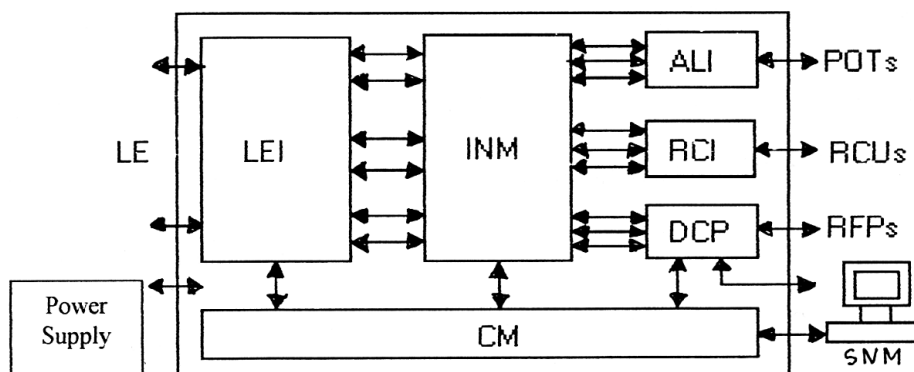 ALI
POTs
LE
LEI
INM
RCI
RCUs
DCP
RFPs
Power
Supply
CM
SNM